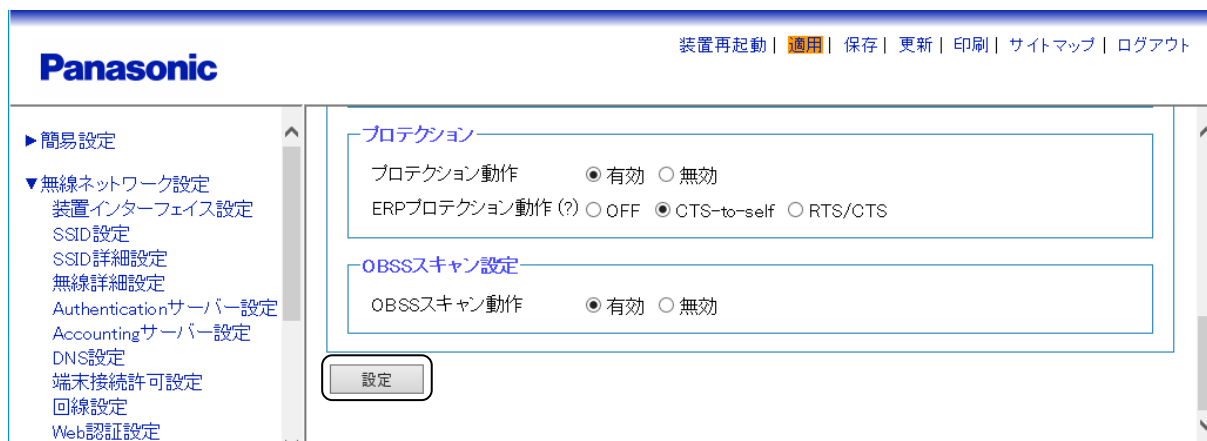 装置再起動| 適用| 保存| 更新| 印刷| サイトマップ| ログアウト
Panasonic
▶簡易設定
▼無線ネットワーク設定
装置インターフェイス設定
SSID設定
SSID詳細設定
無線詳細設定
Authenticationサーバー設定
Accountingサーバー設定
DNS設定
端末接続許可設定
回線設定
Web認証設定
プロテクション
プロテクション動作 有効 無効
ERPプロテクション動作(?) OFF CTS-to-self RTS/CTS
OBSSスキャン設定
OBSSスキャン動作 有効 無効
設定